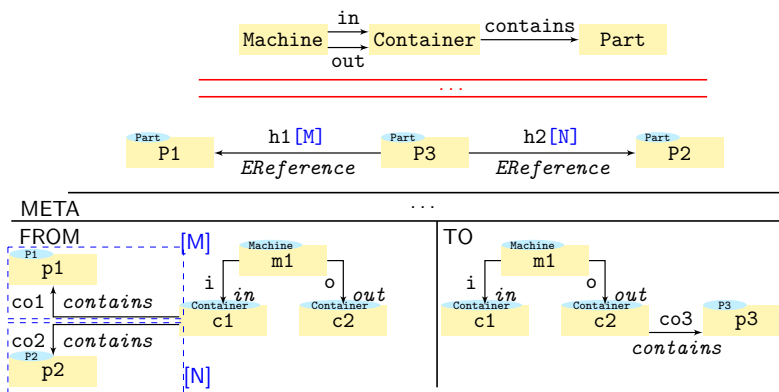 in
Machine Container contains Part
out
...
Part Part Part
P1 h1[M] P3 h2[N] P2
EReference EReference
META ...
FROM [M] TO
P1 Machine Machine
p1 m1 m1
i o i o
co1 contains in out in out
Container Container Container Container P3
c1 c2 c1 c2 co3 p3
co2 contains contains
P2
p2 [N]